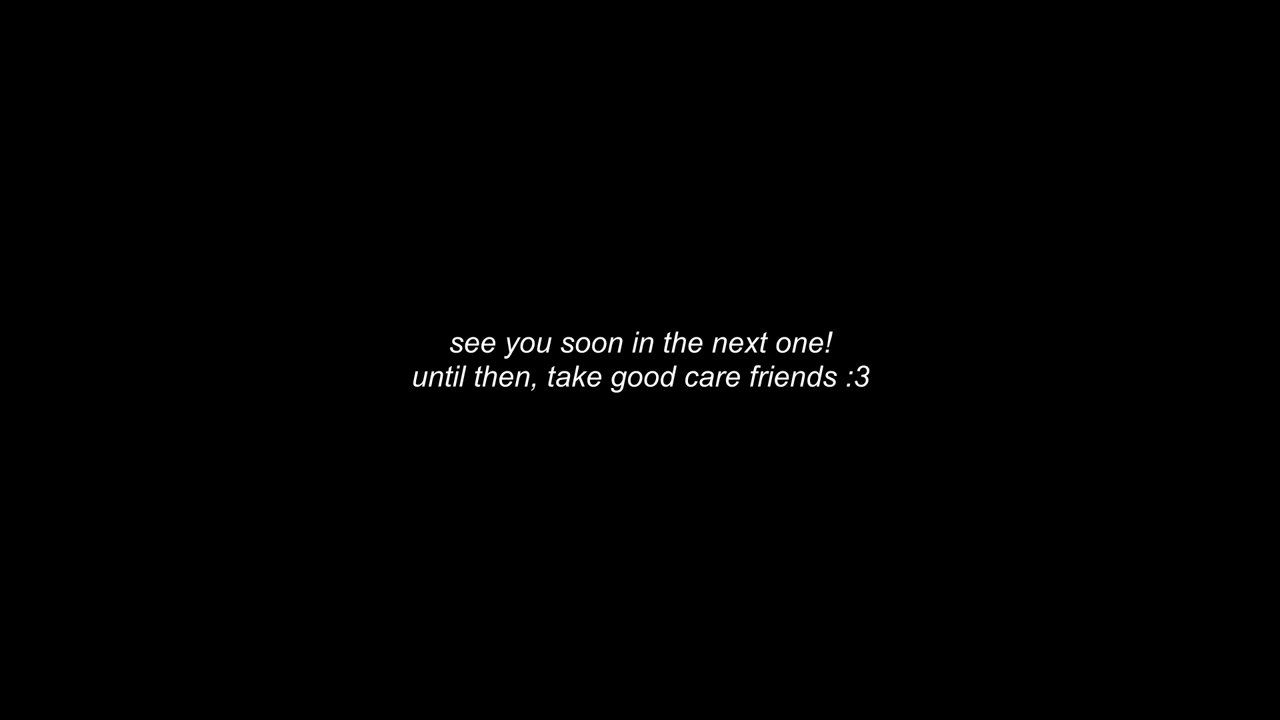 see you soon in the next one!
until then, take good care friends :3